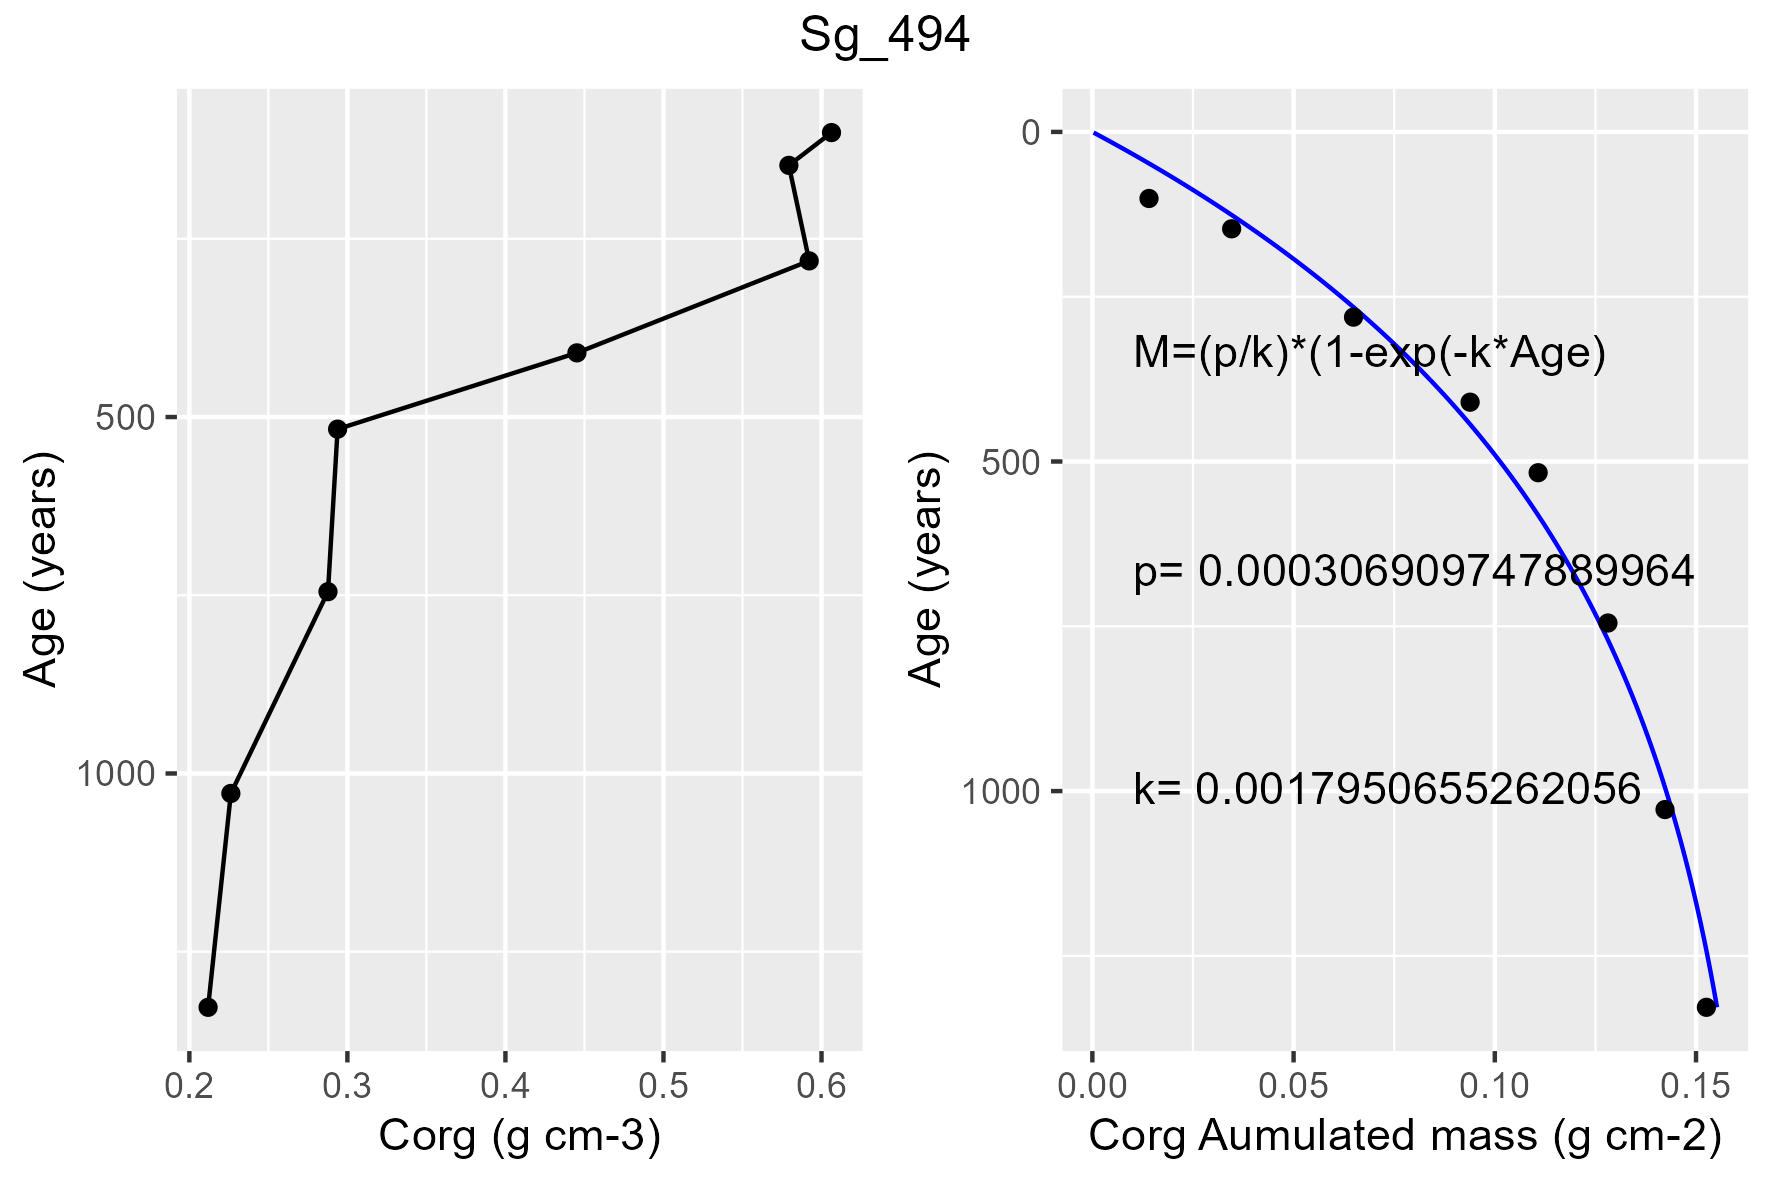 Sg_494
Age (years)
500
1000
0.2 0.3 0.4 0.5 0.6
Corg (g cm-3)
Age (years)
0
500
1000
M=(p/k)*(1-exp(-k*Age)
p= 0.000306909747889964
k= 0.0017950655262056
0.00 0.05 0.10 0.15
Corg Aumulated mass (g cm-2)